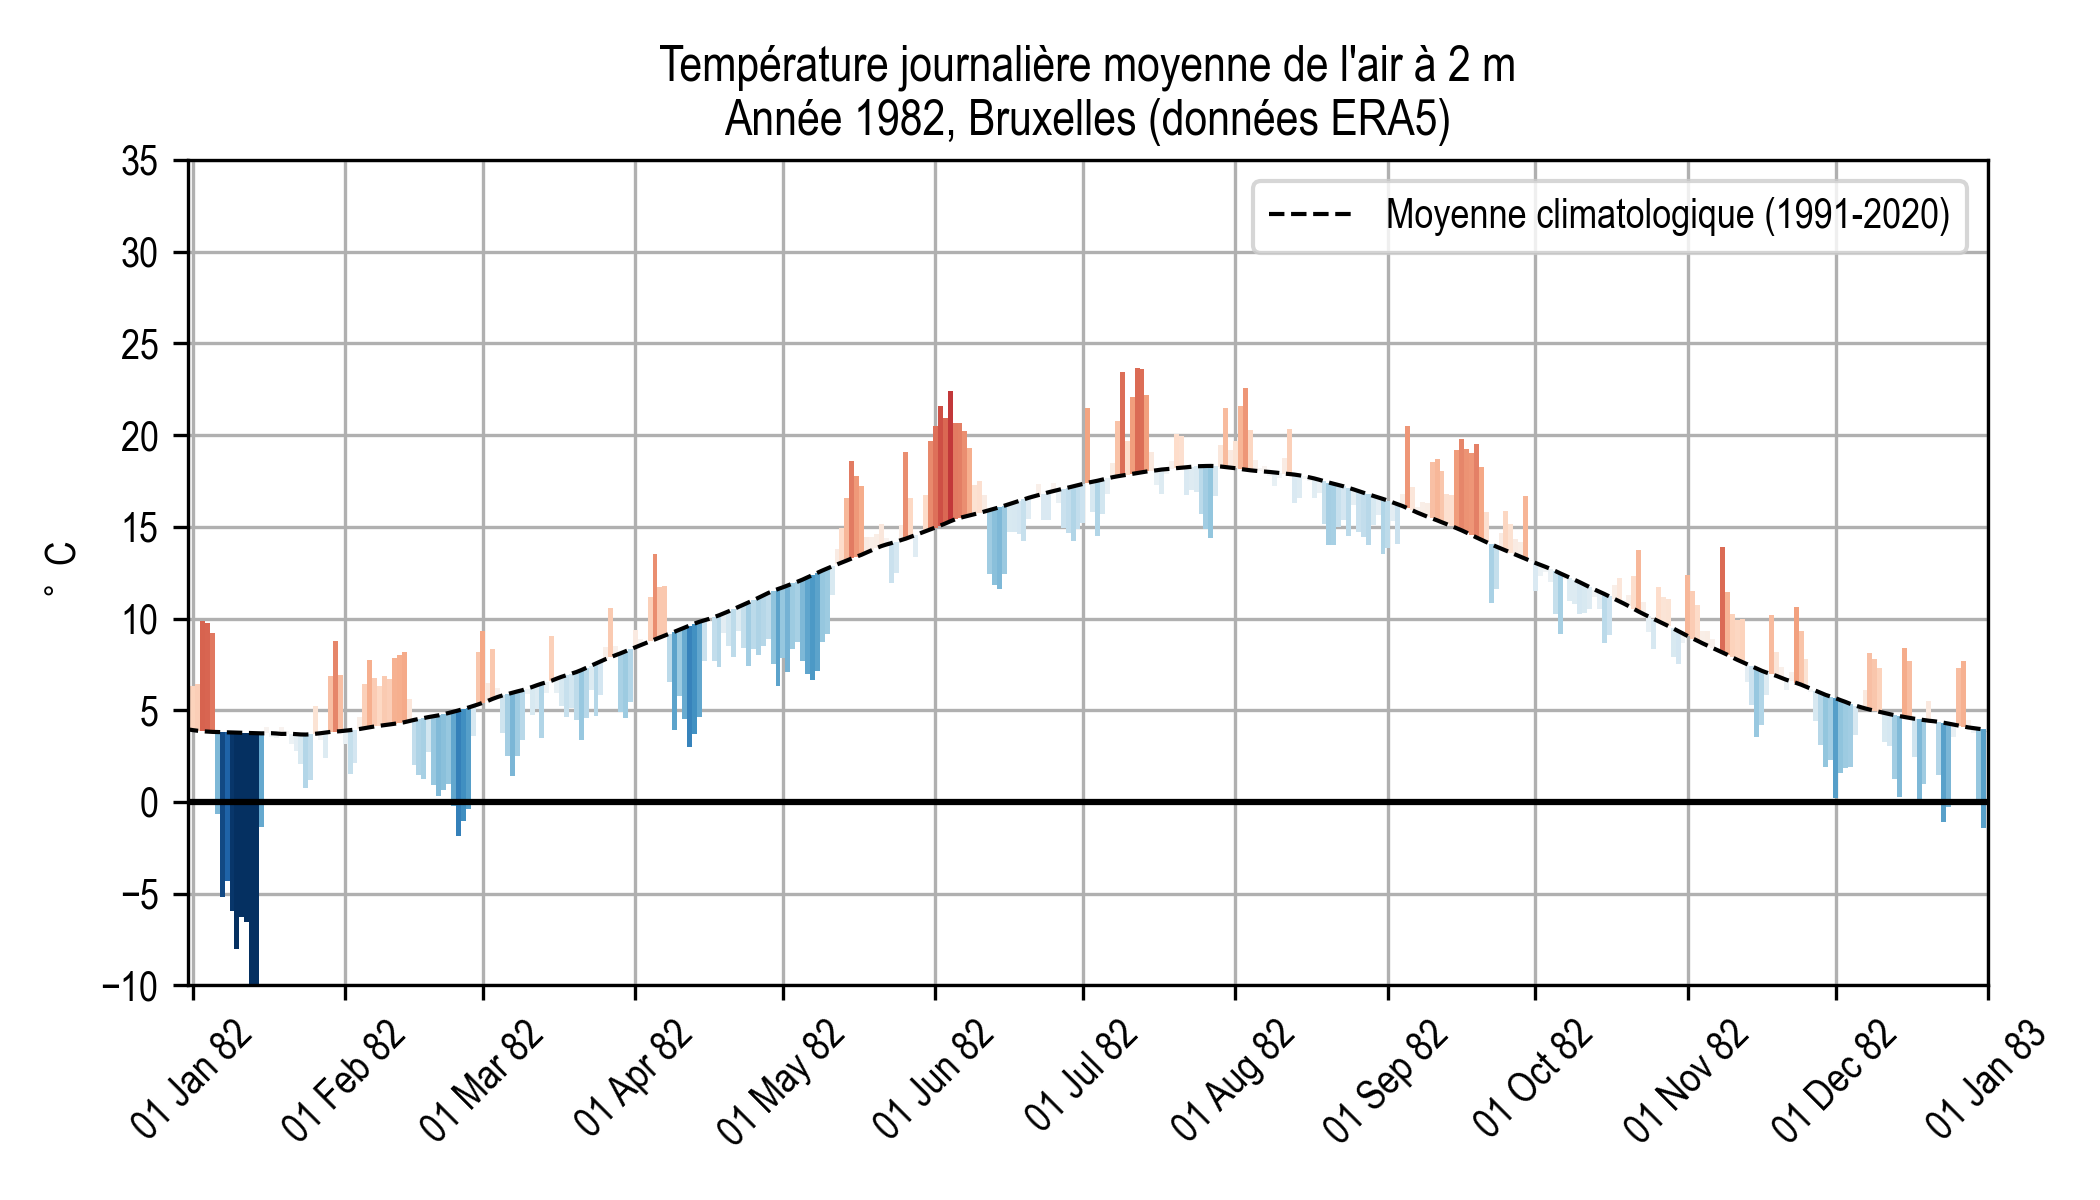 Température journalière moyenne de l'air à 2 m
Année 1982, Bruxelles (données ERA5)
Moyenne climatologique (1991-2020)
° C
35
30
25
20
15
10
5
0
−5
−10
01 Jan 82
01 Feb 82
01 Mar 82
01 Apr 82
01 May 82
01 Jun 82
01 Jul 82
01 Aug 82
01 Sep 82
01 Oct 82
01 Nov 82
01 Dec 82
01 Jan 83